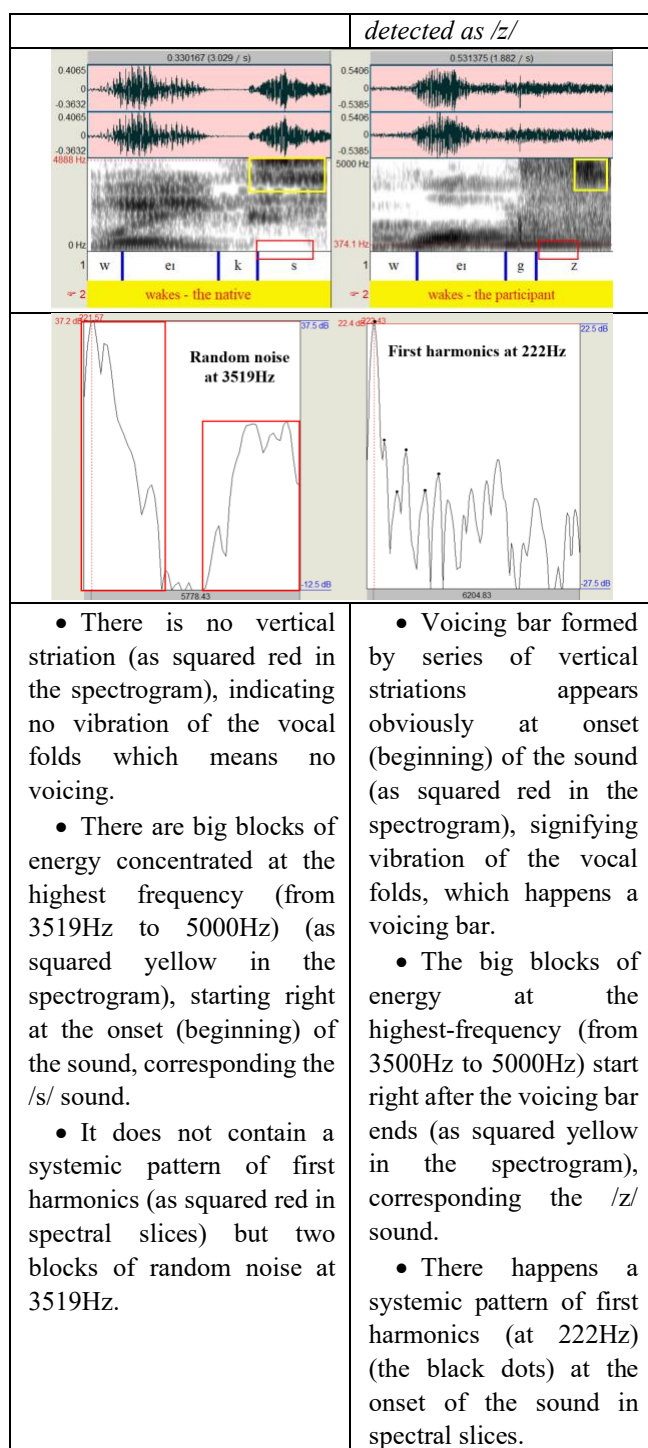 detected as /z/
0.330167 (3.029 / s)
0.4065
0
-0.3632
0.4065
0
-0.3632
4888 Hz
0 Hz
1 w eɪ k s
2 wakes - the native
0.531375 (1.882 / s)
0.5406
0
-0.5385
0.5406
0
-0.5385
5000 Hz
374.1 Hz
1 w eɪ g z
2 wakes - the participant
37.2 dB
221.57
37.5 dB
Random noise
at 3519Hz
-12.5 dB
5778.43
22.4 dB
22.5 dB
First harmonics at 222Hz
-27.5 dB
6204.83
• There is no vertical
striation (as squared red in
the spectrogram), indicating
no vibration of the vocal
folds which means no
voicing.
• There are big blocks of
energy concentrated at the
highest frequency (from
3519Hz to 5000Hz) (as
squared yellow in the
spectrogram), starting right
at the onset (beginning) of
the sound, corresponding the
/s/ sound.
• It does not contain a
systemic pattern of first
harmonics (as squared red in
spectral slices) but two
blocks of random noise at
3519Hz.
• Voicing bar formed
by series of vertical
striations appears
obviously at onset
(beginning) of the sound
(as squared red in the
spectrogram), signifying
vibration of the vocal
folds, which happens a
voicing bar.
• The big blocks of
energy at the
highest-frequency (from
3500Hz to 5000Hz) start
right after the voicing bar
ends (as squared yellow
in the spectrogram),
corresponding the /z/
sound.
• There happens a
systemic pattern of first
harmonics (at 222Hz)
(the black dots) at the
onset of the sound in
spectral slices.